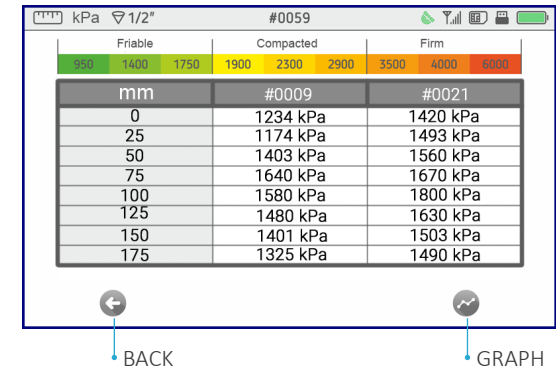 kPa 1/2" #0059
Friable Compacted Firm
950 1400 1750 1900 2300 2900 3500 4000 6000
mm #0009 #0021
0 1234 kPa 1420 kPa
25 1174 kPa 1493 kPa
50 1403 kPa 1560 kPa
75 1640 kPa 1670 kPa
100 1580 kPa 1800 kPa
125 1480 kPa 1630 kPa
150 1401 kPa 1503 kPa
175 1325 kPa 1490 kPa
BACK GRAPH